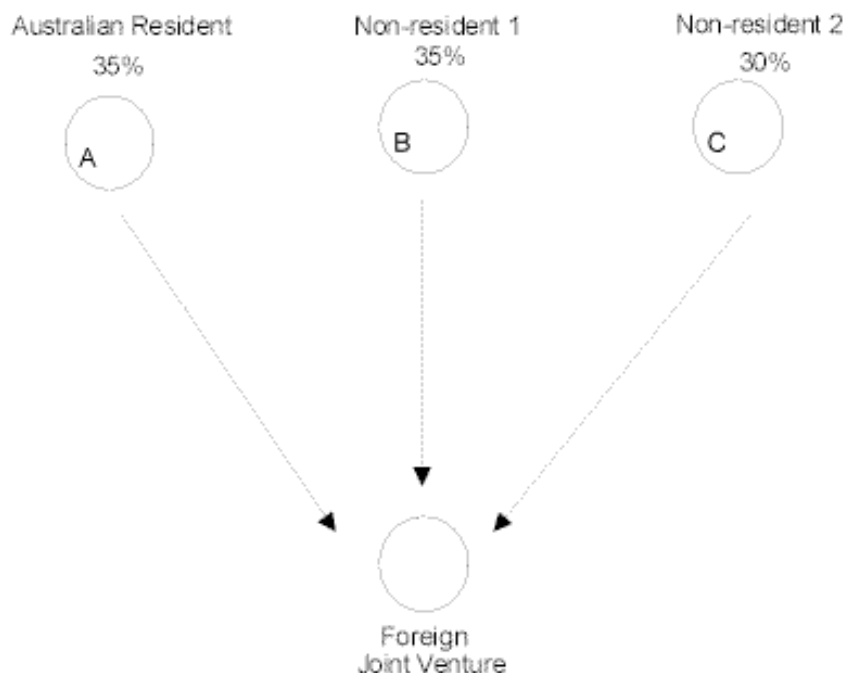 Australian Resident
35%
Non-resident 1
35%
Non-resident 2
30%
A
B
C
Foreign
Joint Venture